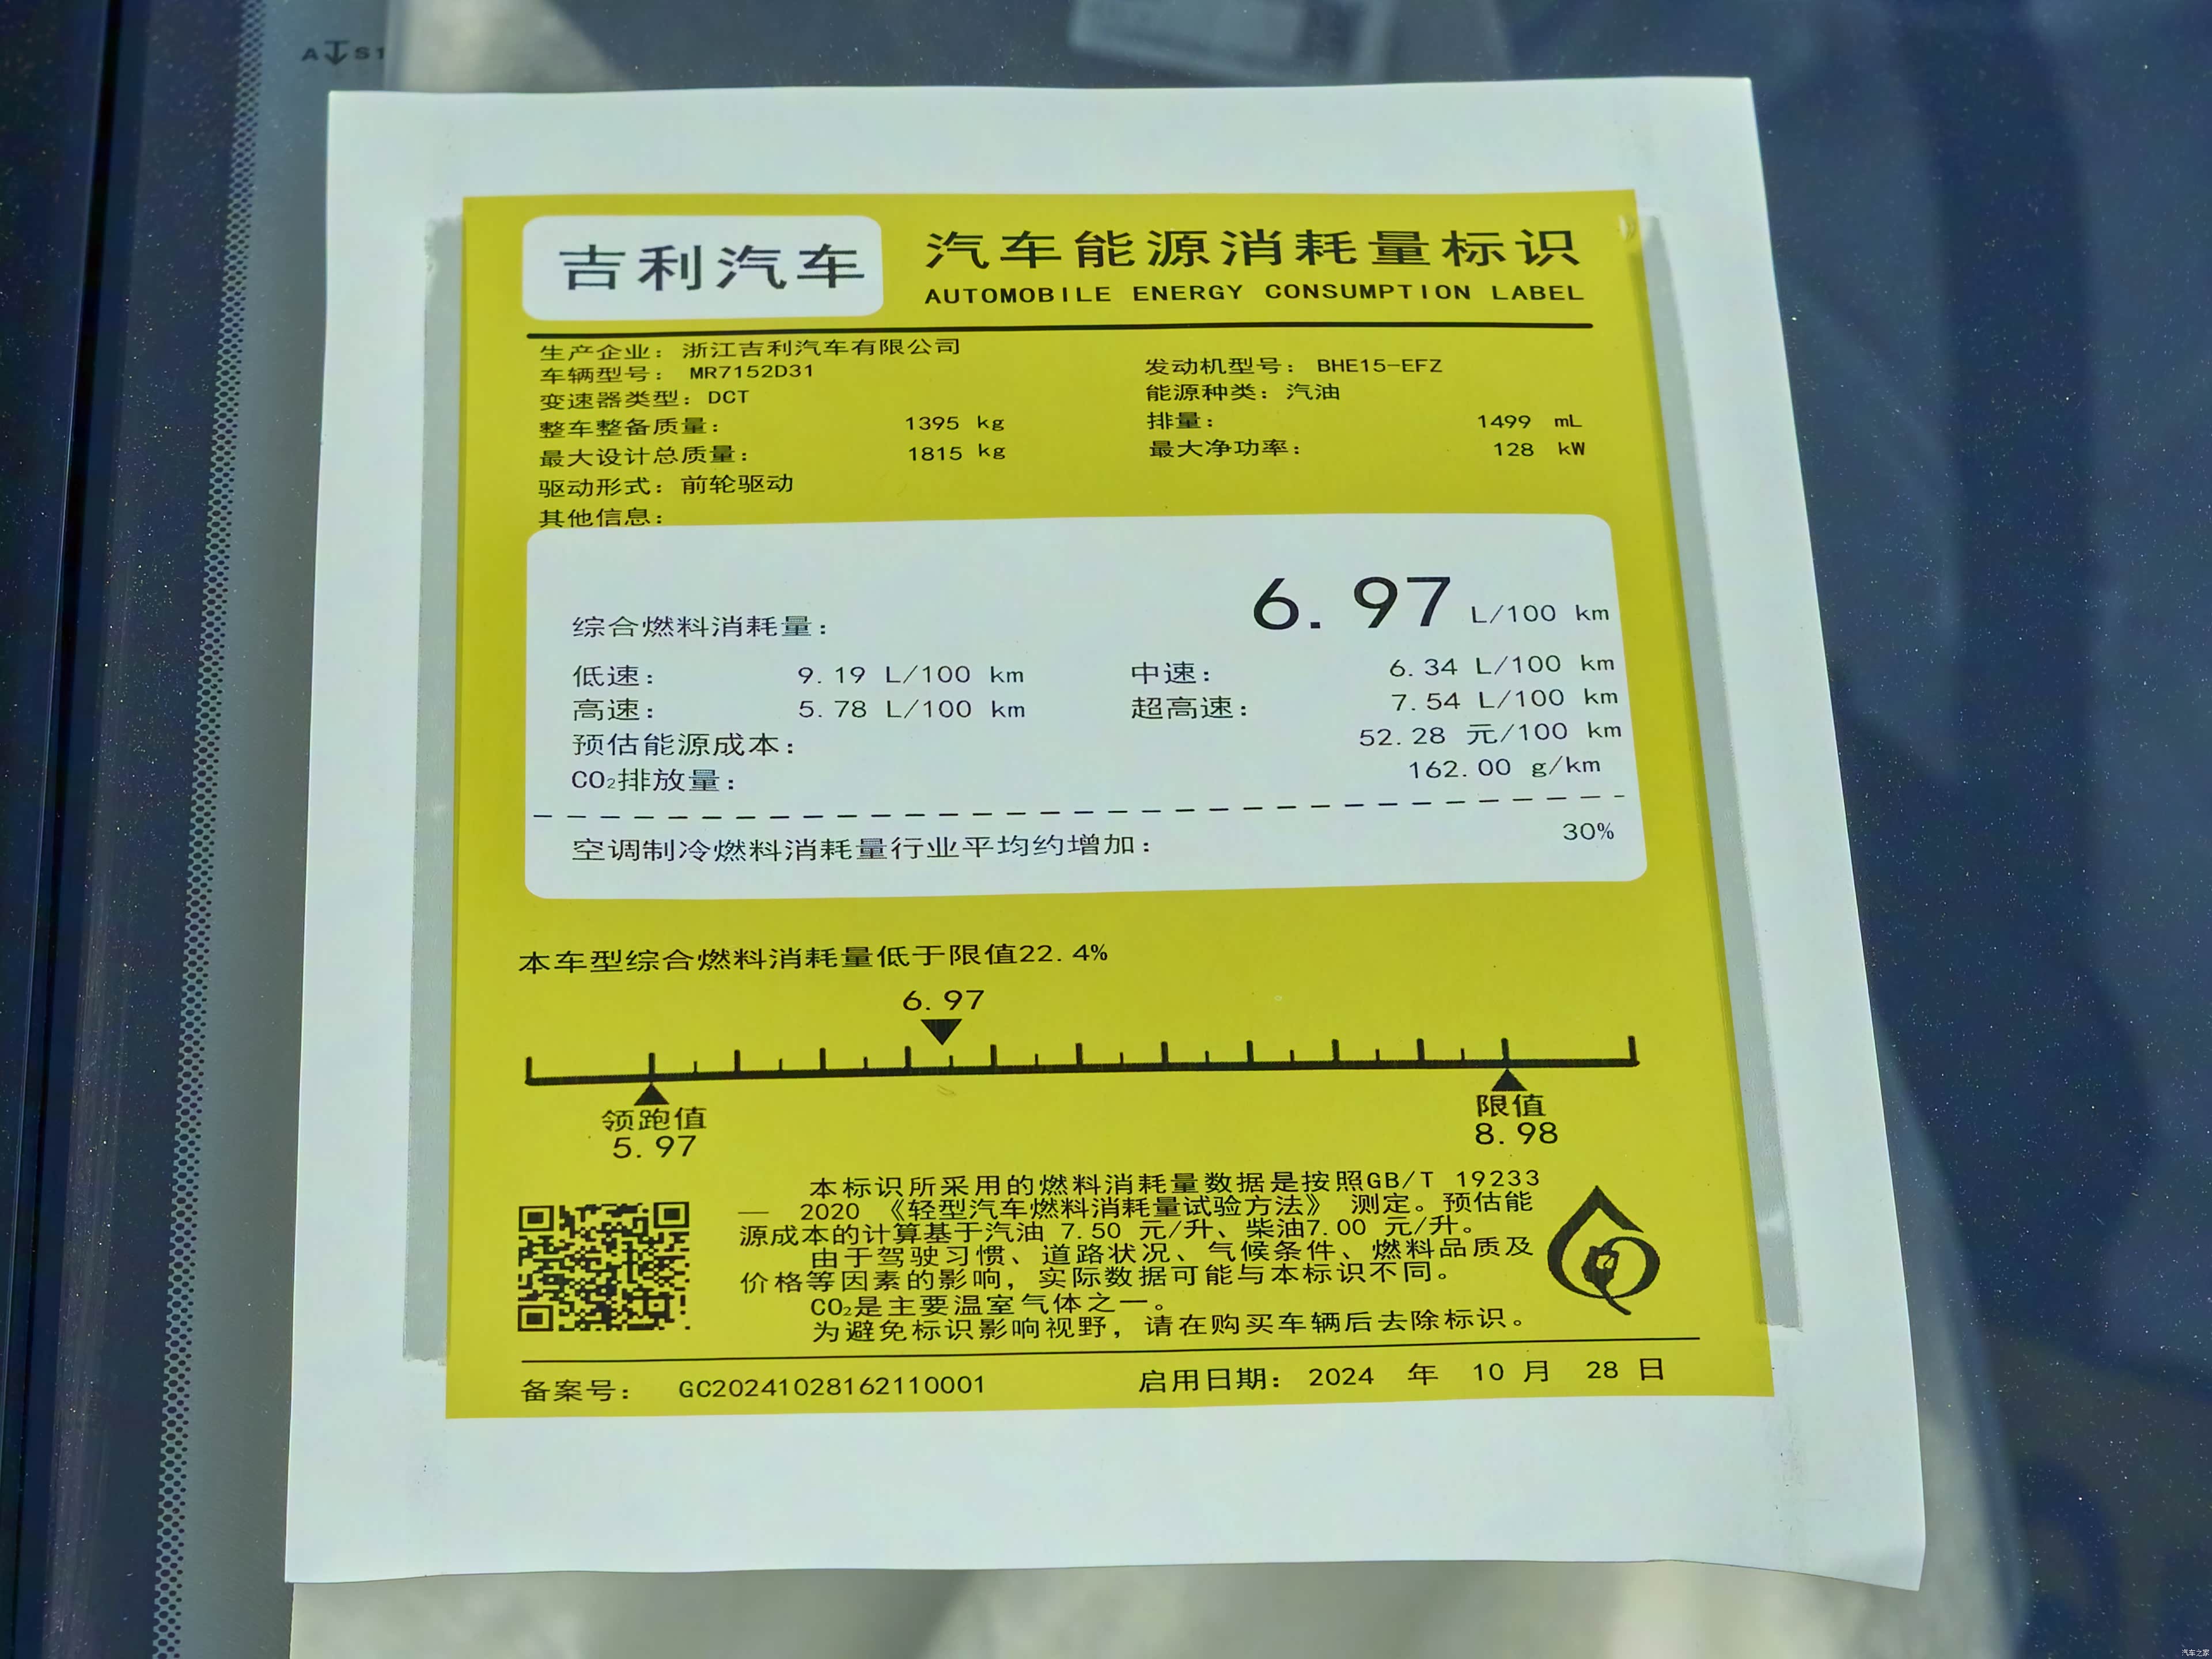 A S1
吉利汽车
汽车能源消耗量标识
AUTOMOBILE ENERGY CONSUMPTION LABEL
生产企业: 浙江吉利汽车有限公司
车辆型号: MR7152D31
发动机型号: BHE15-EFZ
变速器类型: DCT
能源种类: 汽油
整车整备质量: 1395 kg
排量: 1499 mL
最大设计总质量: 1815 kg
最大净功率: 128 kW
驱动形式: 前轮驱动
其他信息:
综合燃料消耗量: 6.97 L/100 km
低速: 9.19 L/100 km 中速: 6.34 L/100 km
高速: 5.78 L/100 km 超高速: 7.54 L/100 km
预估能源成本: 52.28 元/100 km
CO₂排放量: 162.00 g/km
空调制冷燃料消耗量行业平均约增加: 30%
本车型综合燃料消耗量低于限值22.4%
6.97
领跑值 限值
5.97 8.98
本标识所采用的燃料消耗量数据是按照GB/T 19233
— 2020 《轻型汽车燃料消耗量试验方法》 测定。预估能
源成本的计算基于汽油 7.50 元/升、柴油7.00 元/升。
由于驾驶习惯、道路状况、气候条件、燃料品质及
价格等因素的影响，实际数据可能与本标识不同。
CO₂是主要温室气体之一。
为避免标识影响视野，请在购买车辆后去除标识。
备案号: GC20241028162110001 启用日期: 2024 年 10 月 28 日
汽车之家